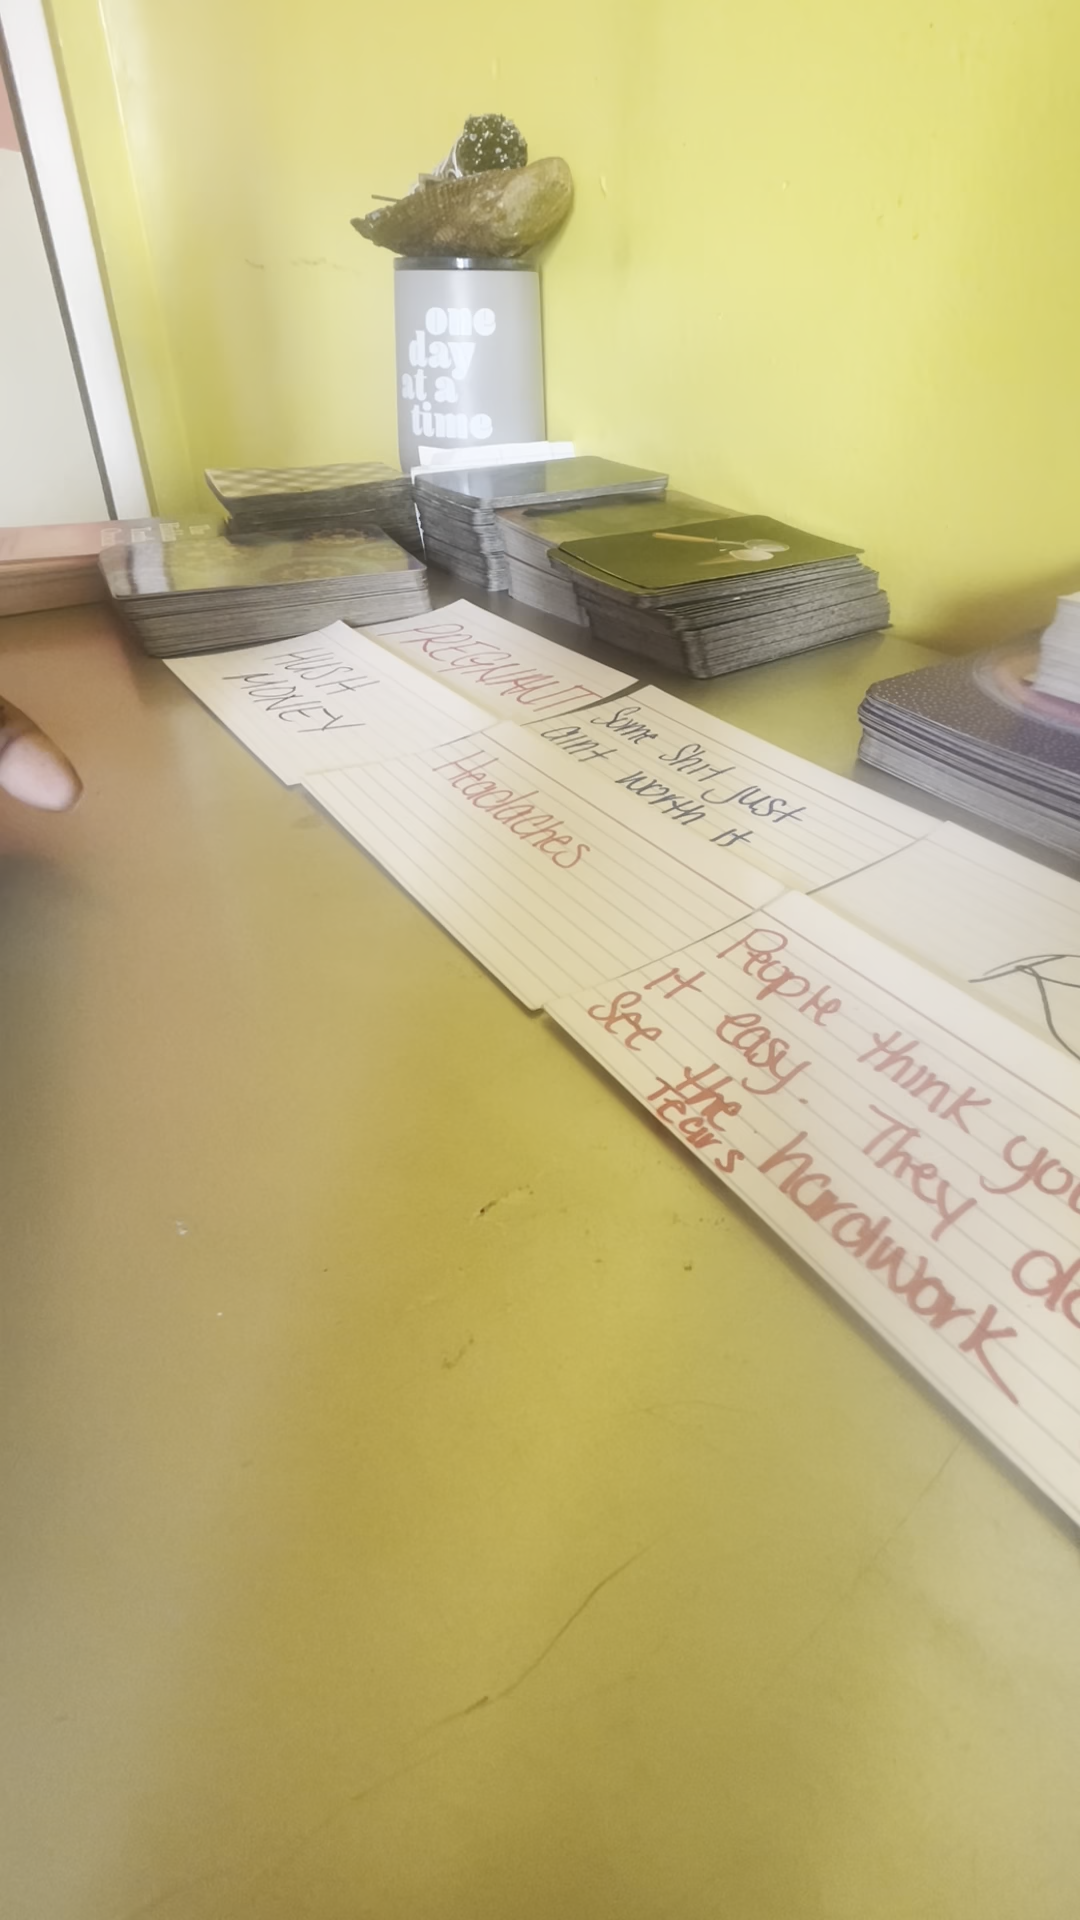 one
day
at a
time
HUSH
MONEY
PREGNAUT
Some Shit just
aint worth it
Headaches
R
People think you
it easy. They do
See the hardwork
Tears